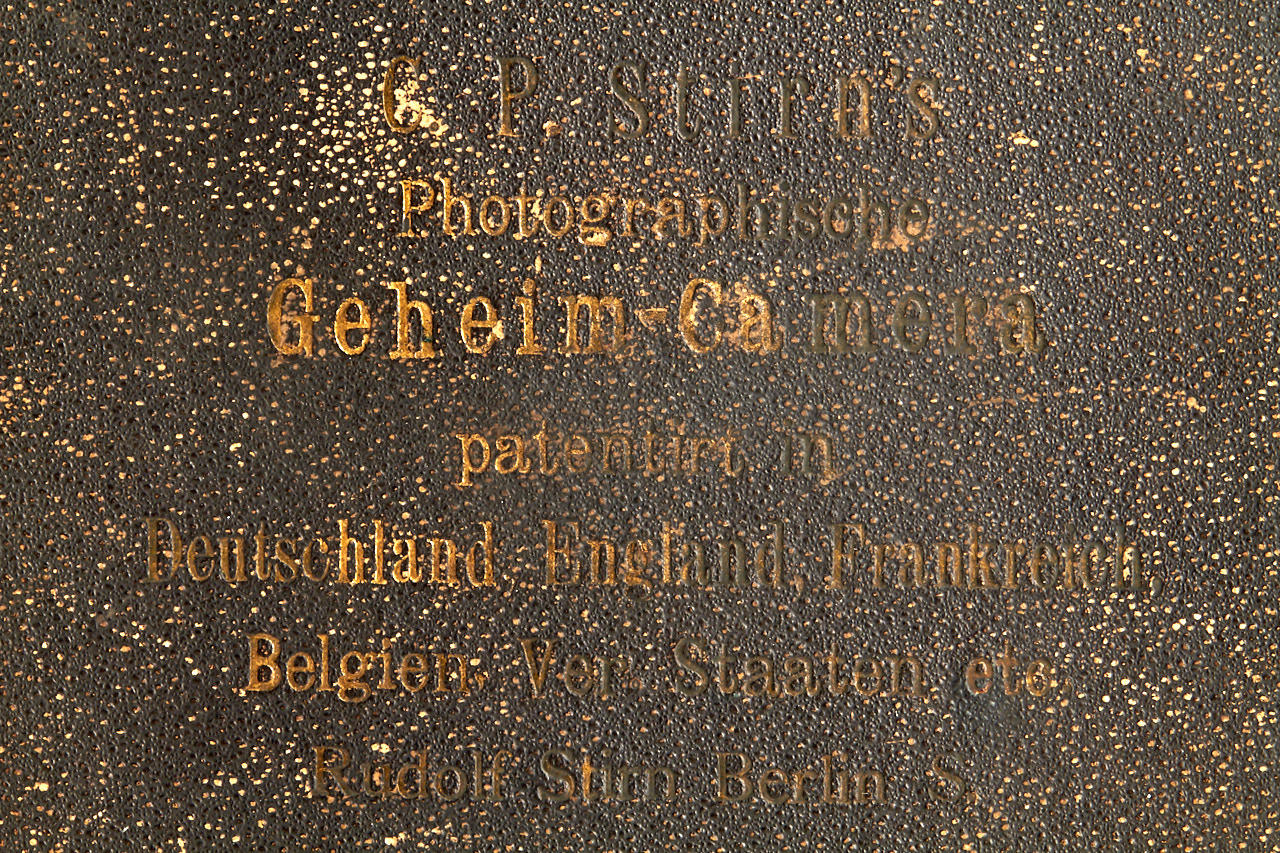 C. P. Stirn's
Photographische
Geheim-Camera
patentirt in
Deutschland, England, Frankreich,
Belgien, Ver. Staaten etc.
Rudolf Stirn Berlin S.